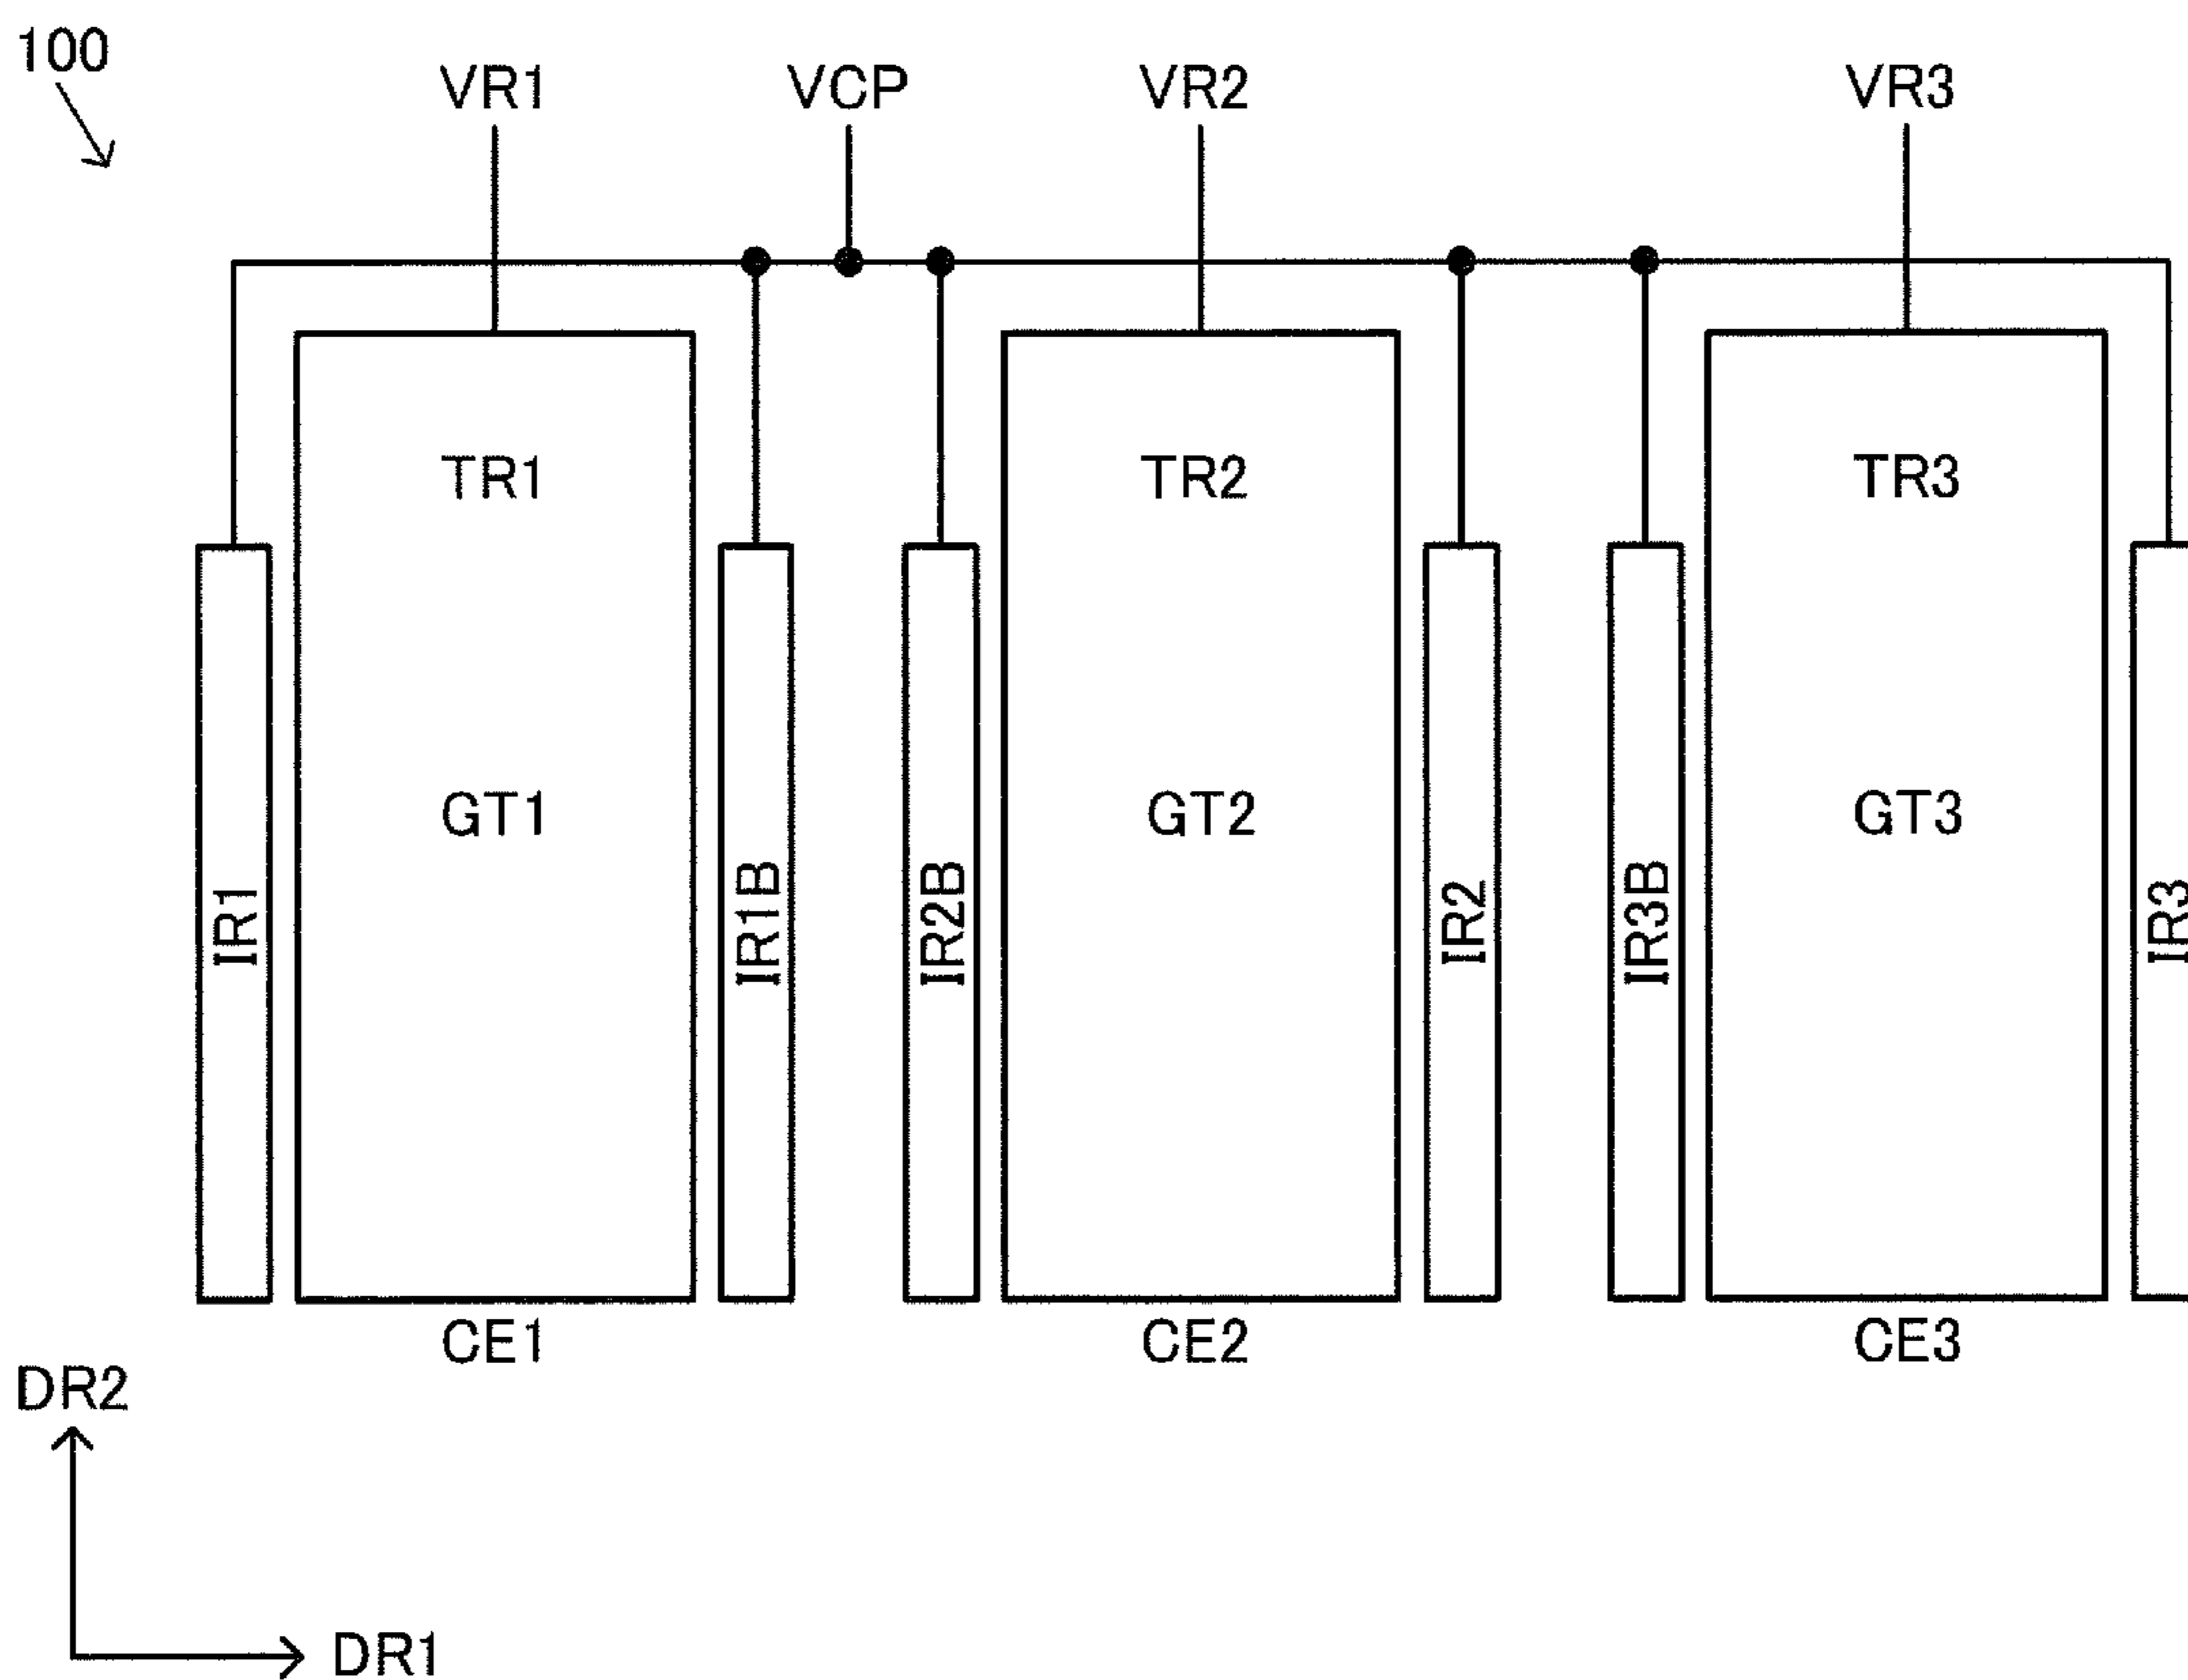 100
VR1 VCP VR2 VR3
TR1 TR2 TR3
GT1 GT2 GT3
IR1 IR1B IR2B IR2 IR3B IR3
CE1 CE2 CE3
DR2
DR1